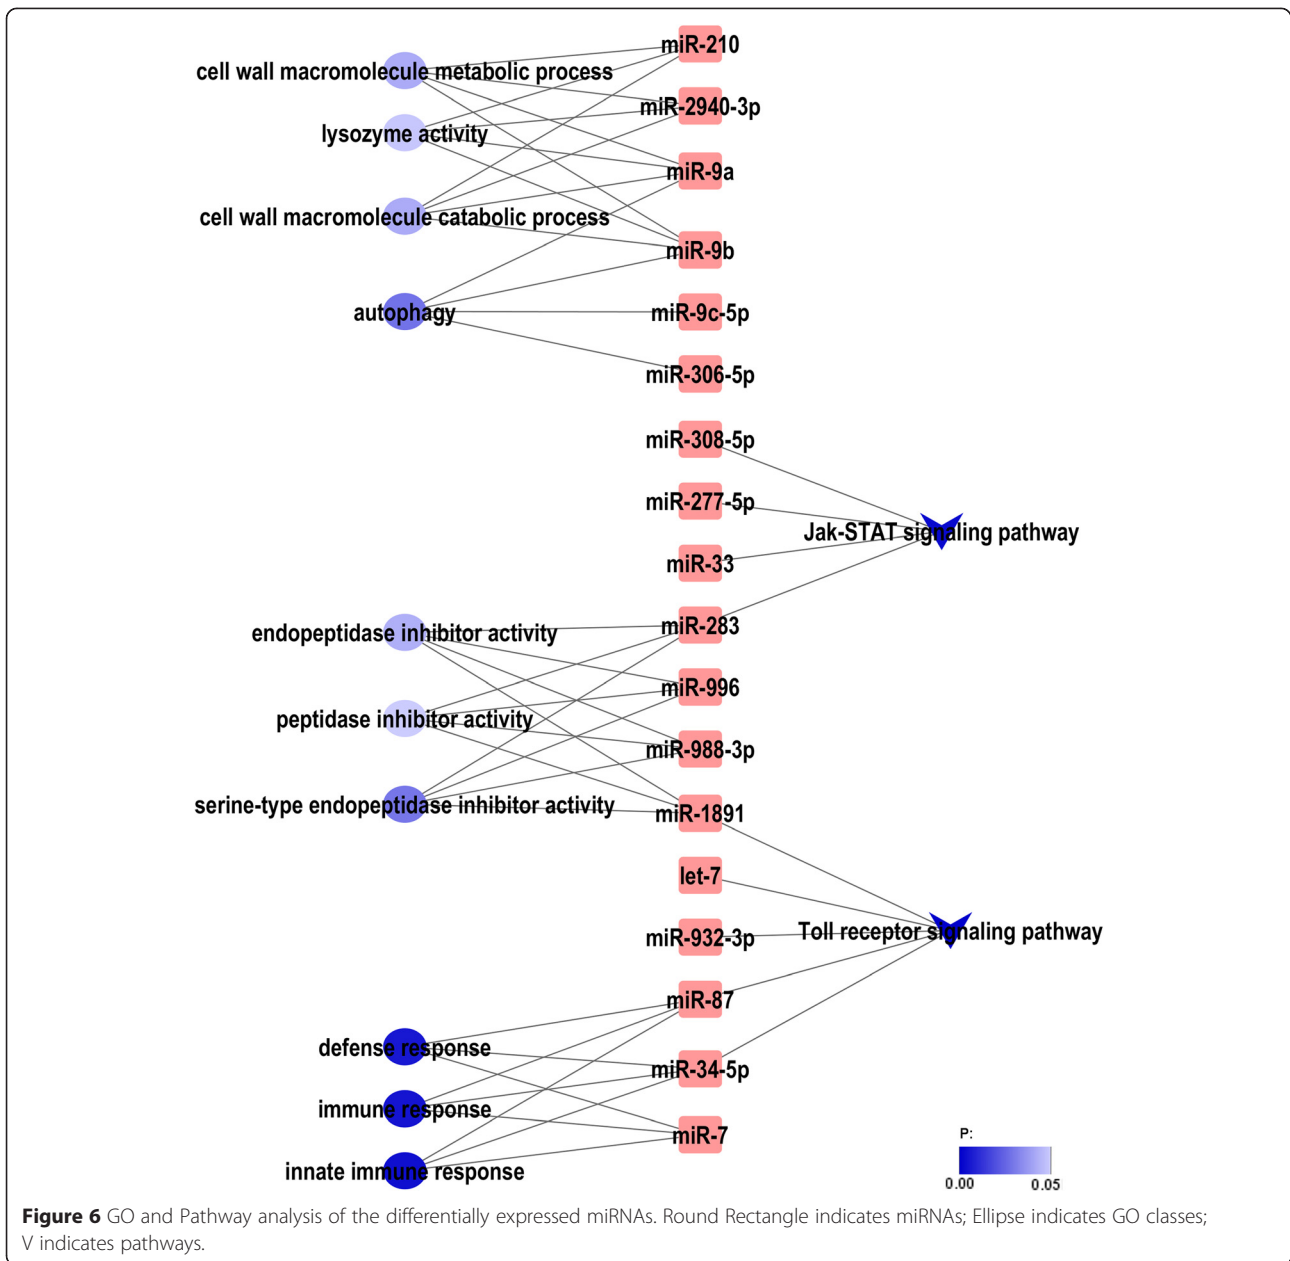 miR-210
cell wall macromolecule metabolic process
miR-2940-3p
lysozyme activity
miR-9a
cell wall macromolecule catabolic process
miR-9b
autophagy
miR-9c-5p
miR-306-5p
miR-308-5p
miR-277-5p
Jak-STAT signaling pathway
miR-33
miR-283
endopeptidase inhibitor activity
miR-996
peptidase inhibitor activity
miR-988-3p
serine-type endopeptidase inhibitor activity
miR-1891
let-7
miR-932-3p
Toll receptor signaling pathway
miR-87
defense response
miR-34-5p
immune response
miR-7
innate immune response
P:
0.00 0.05
Figure 6 GO and Pathway analysis of the differentially expressed miRNAs. Round Rectangle indicates miRNAs; Ellipse indicates GO classes;
V indicates pathways.